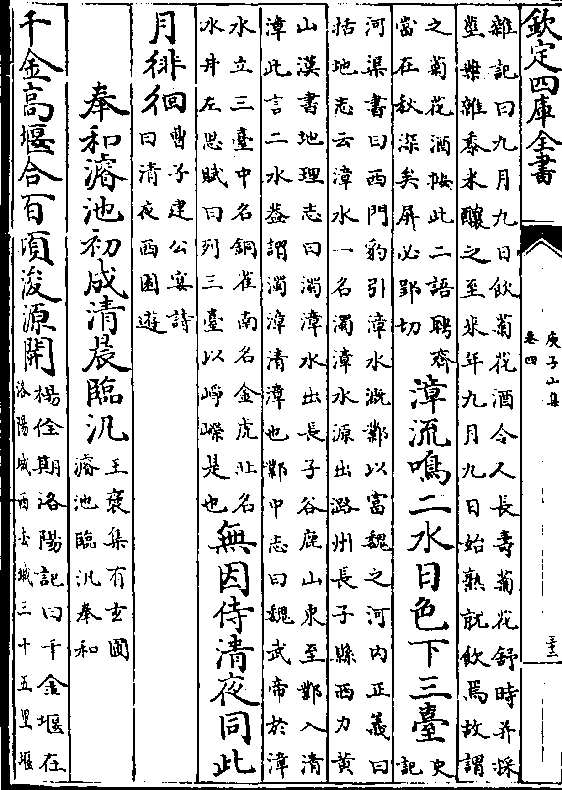 欽定四庫全書
庾子山集
卷四
三十三
雜記曰九月九日飲菊花酒令人長壽菊花舒時并採
莖葉雜黍米釀之至來年九月九日始熟就飲焉故謂
之菊花酒按此二語聘齊
當在秋深矣屏必郢切
漳流鳴二水日色下三臺
史記
河渠書曰西門豹引漳水溉鄴以富魏之河内正義曰
括地志云漳水一名濁漳水源出潞州長子縣西力黄
山漢書地理志曰濁漳水出長子谷鹿山東至鄴入清
漳此言二水葢謂濁漳清漳也鄴中志曰魏武帝於漳
水立三臺中名銅雀南名金虎北名
水井左思賦曰列三臺以崢嶸是也
無因侍清夜同此
月徘徊
曹子建公宴詩
曰清夜西園遊
奉和濬池初成清晨臨汎
王褒集有玄圃
濬池臨汎奉和
千金高堰合百頃浚源開
楊佺期洛陽記曰千金堰在
洛陽城西去城三十五里堰